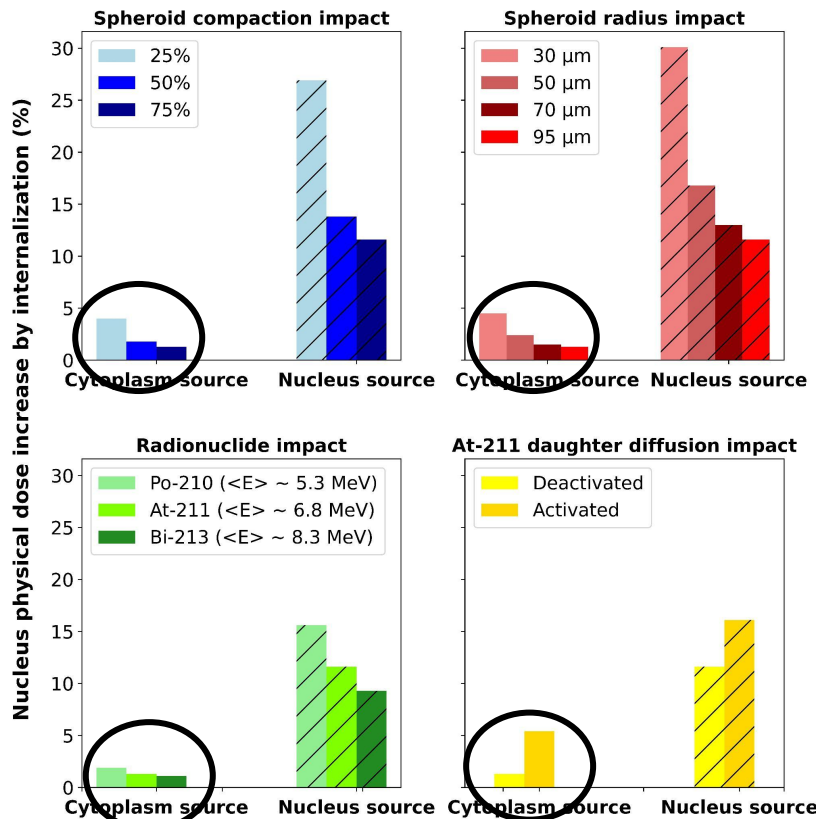 Nucleus physical dose increase by internalization (%)
Spheroid compaction impact
30
25
20
15
10
5
0
25%
50%
75%
Cytoplasm source
Nucleus source
Spheroid radius impact
30 µm
50 µm
70 µm
95 µm
Cytoplasm source
Nucleus source
Radionuclide impact
30
25
20
15
10
5
0
Po-210 (<E> ~ 5.3 MeV)
At-211 (<E> ~ 6.8 MeV)
Bi-213 (<E> ~ 8.3 MeV)
Cytoplasm source
Nucleus source
At-211 daughter diffusion impact
Deactivated
Activated
Cytoplasm source
Nucleus source